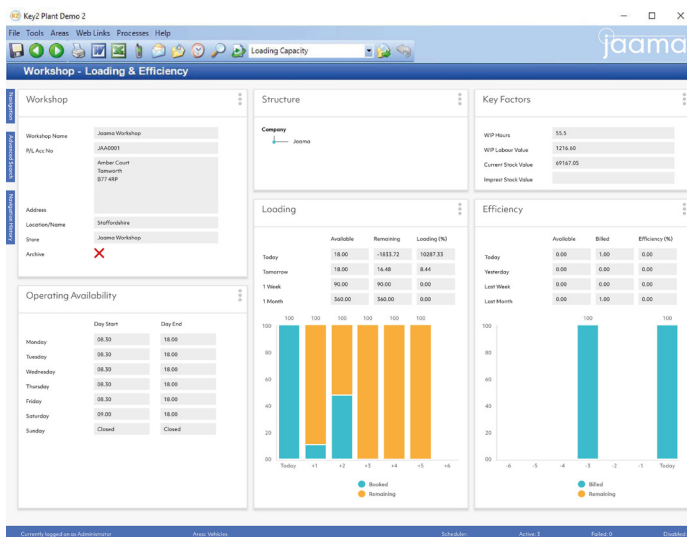 Key2 Plant Demo 2
File Tools Areas Web Links Processes Help
Loading Capacity
jaama
Workshop - Loading & Efficiency
Navigation
Advanced Search
Navigation History
Workshop
Workshop Name Jaama Workshop
P/L Acc No JAA0001
Amber Court
Tamworth
B77 4RP
Address
Location/Name Staffordshire
Store Jaama Workshop
Archive
Operating Availability
Day Start Day End
Monday 08.30 18.00
Tuesday 08.30 18.00
Wednesday 08.30 18.00
Thursday 08.30 18.00
Friday 08.30 18.00
Saturday 09.00 18.00
Sunday Closed Closed
Structure
Company
Jaama
Key Factors
WIP Hours 55.5
WIP Labour Value 1216.60
Current Stock Value 69167.05
Imprest Stock Value
Loading
Available Remaining Loading (%)
Today 18.00 -1833.72 10287.33
Tomorrow 18.00 16.48 8.44
1 Week 90.00 90.00 0.00
1 Month 360.00 360.00 0.00
100 100 100 100 100 100
100
80
60
40
20
00
Today +1 +2 +3 +4 +5 +6
Booked
Remaining
Efficiency
Available Billed Efficiency (%)
Today 0.00 1.00 0.00
Yesterday 0.00 0.00 0.00
Last Week 0.00 0.00 0.00
Last Month 0.00 1.00 0.00
100 100
100
80
60
40
20
00
-6 -5 -4 -3 -2 -1 Today
Billed
Remaining
Currently logged on as Administrator Area: Vehicles Scheduler: Active: 3 Failed: 0 Disabled